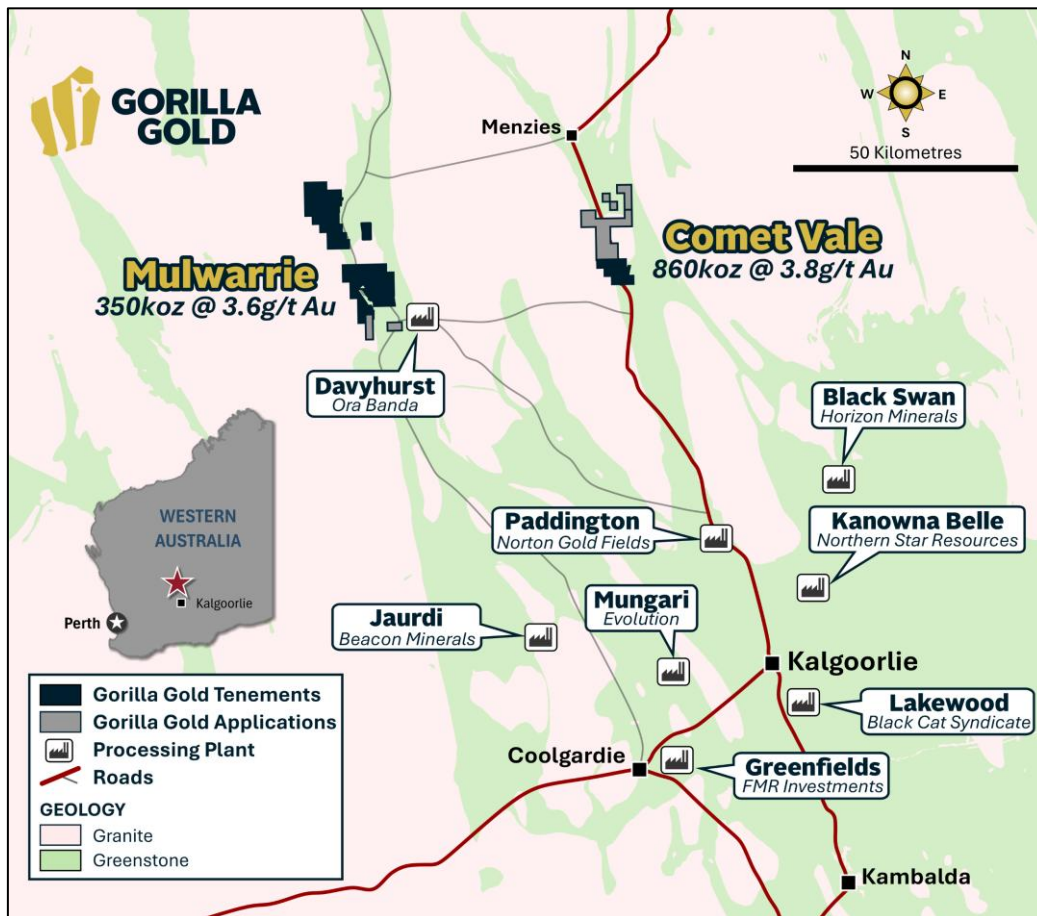 GORILLA
GOLD
N
W
E
S
50 Kilometres
Menzies
Mulwarrie
350koz @ 3.6g/t Au
Comet Vale
860koz @ 3.8g/t Au
Davyhurst
Ora Banda
Black Swan
Horizon Minerals
Paddington
Norton Gold Fields
Kanowna Belle
Northern Star Resources
WESTERN
AUSTRALIA
Kalgoorlie
Perth
Jaurdi
Beacon Minerals
Mungari
Evolution
Kalgoorlie
Lakewood
Black Cat Syndicate
Coolgardie
Greenfields
FMR Investments
Kambalda
Gorilla Gold Tenements
Gorilla Gold Applications
Processing Plant
Roads
GEOLOGY
Granite
Greenstone